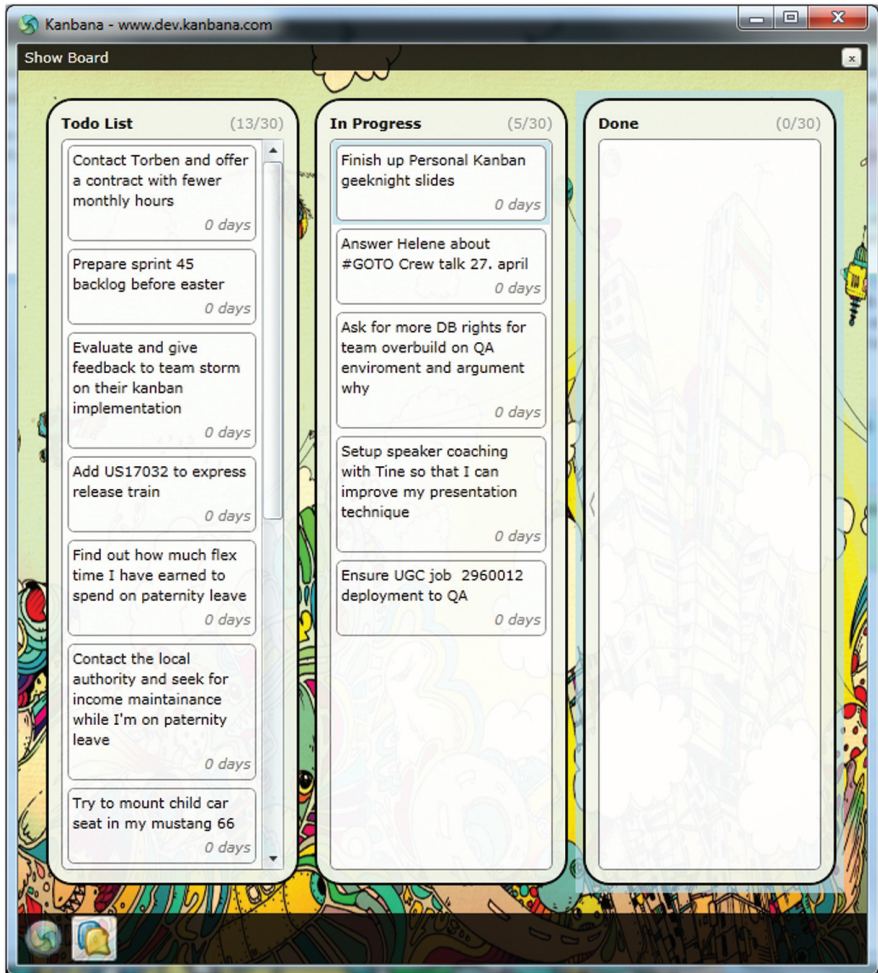 Kanbana - www.dev.kanbana.com
Show Board
Todo List (13/30)
Contact Torben and offer
a contract with fewer
monthly hours
0 days
Prepare sprint 45
backlog before easter
0 days
Evaluate and give
feedback to team storm
on their kanban
implementation
0 days
Add US17032 to express
release train
0 days
Find out how much flex
time I have earned to
spend on paternity leave
0 days
Contact the local
authority and seek for
income maintainance
while I'm on paternity
leave
0 days
Try to mount child car
seat in my mustang 66
0 days
In Progress (5/30)
Finish up Personal Kanban
geeknight slides
0 days
Answer Helene about
#GOTO Crew talk 27. april
0 days
Ask for more DB rights for
team overbuild on QA
enviroment and argument
why
0 days
Setup speaker coaching
with Tine so that I can
improve my presentation
technique
0 days
Ensure UGC job  2960012
deployment to QA
0 days
Done (0/30)